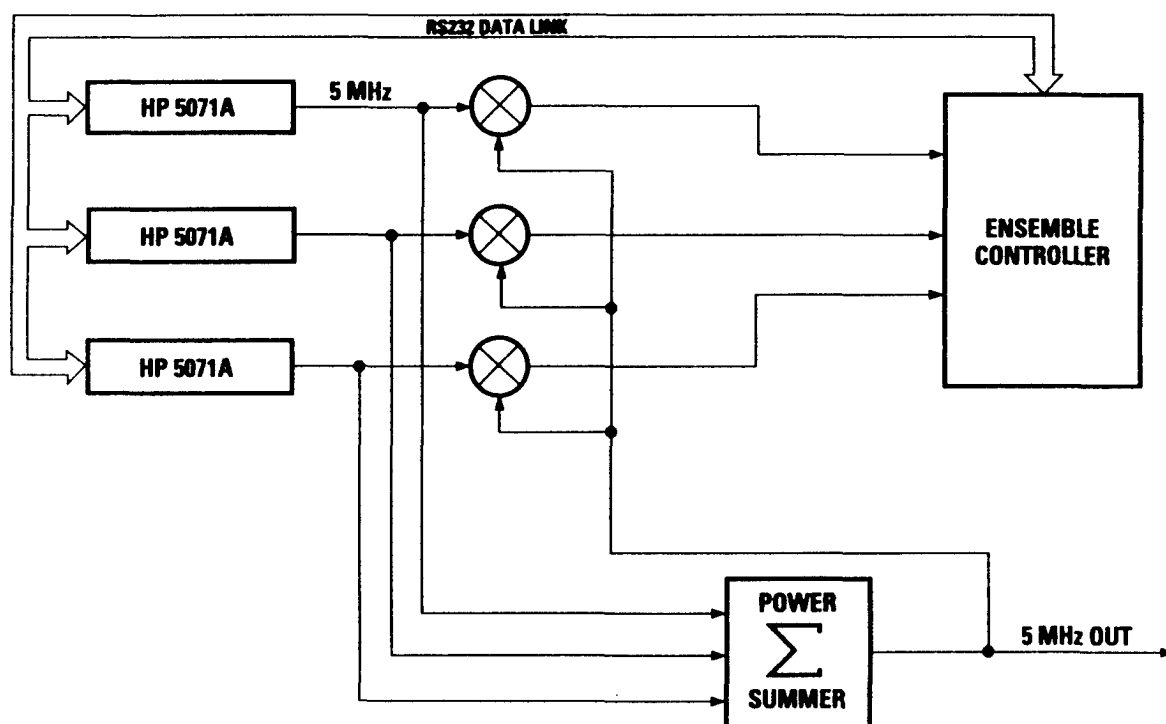 RS232 DATA LINK
HP 5071A
5 MHz
HP 5071A
HP 5071A
ENSEMBLE
CONTROLLER
POWER
Σ
SUMMER
5 MHz OUT